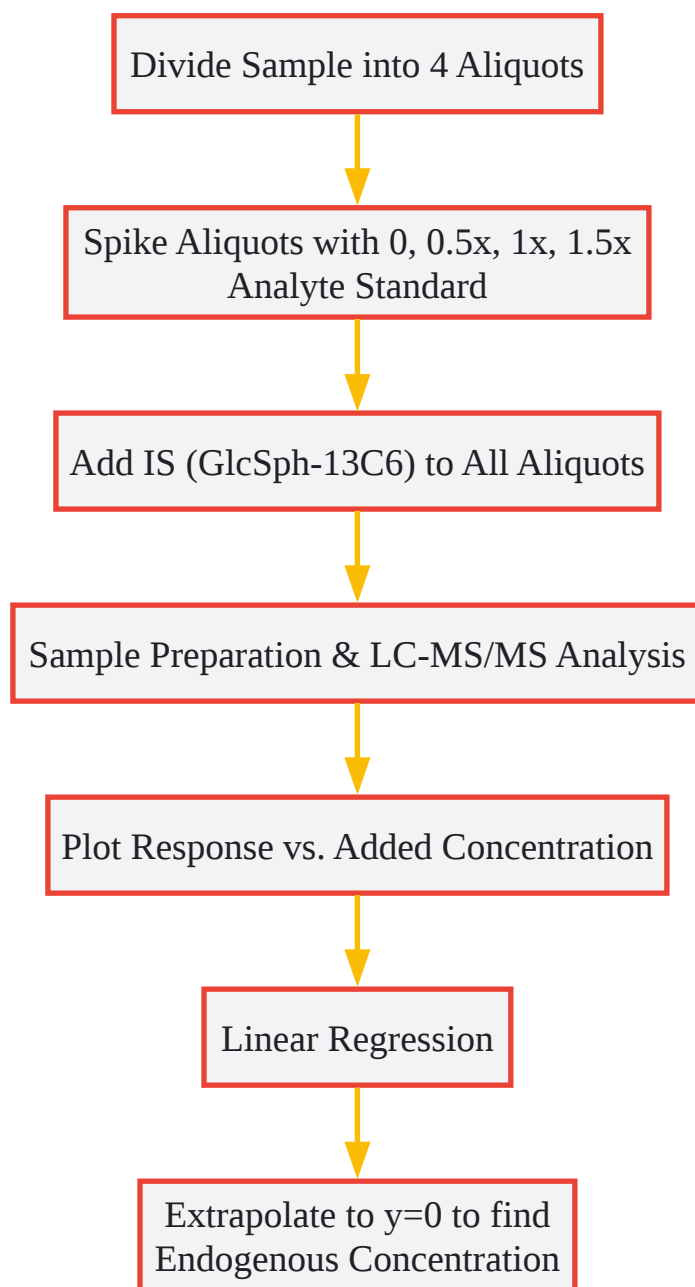 Divide Sample into 4 Aliquots
Spike Aliquots with 0, 0.5x, 1x, 1.5x
Analyte Standard
Add IS (GlcSph-13C6) to All Aliquots
Sample Preparation & LC-MS/MS Analysis
Plot Response vs. Added Concentration
Linear Regression
Extrapolate to y=0 to find
Endogenous Concentration